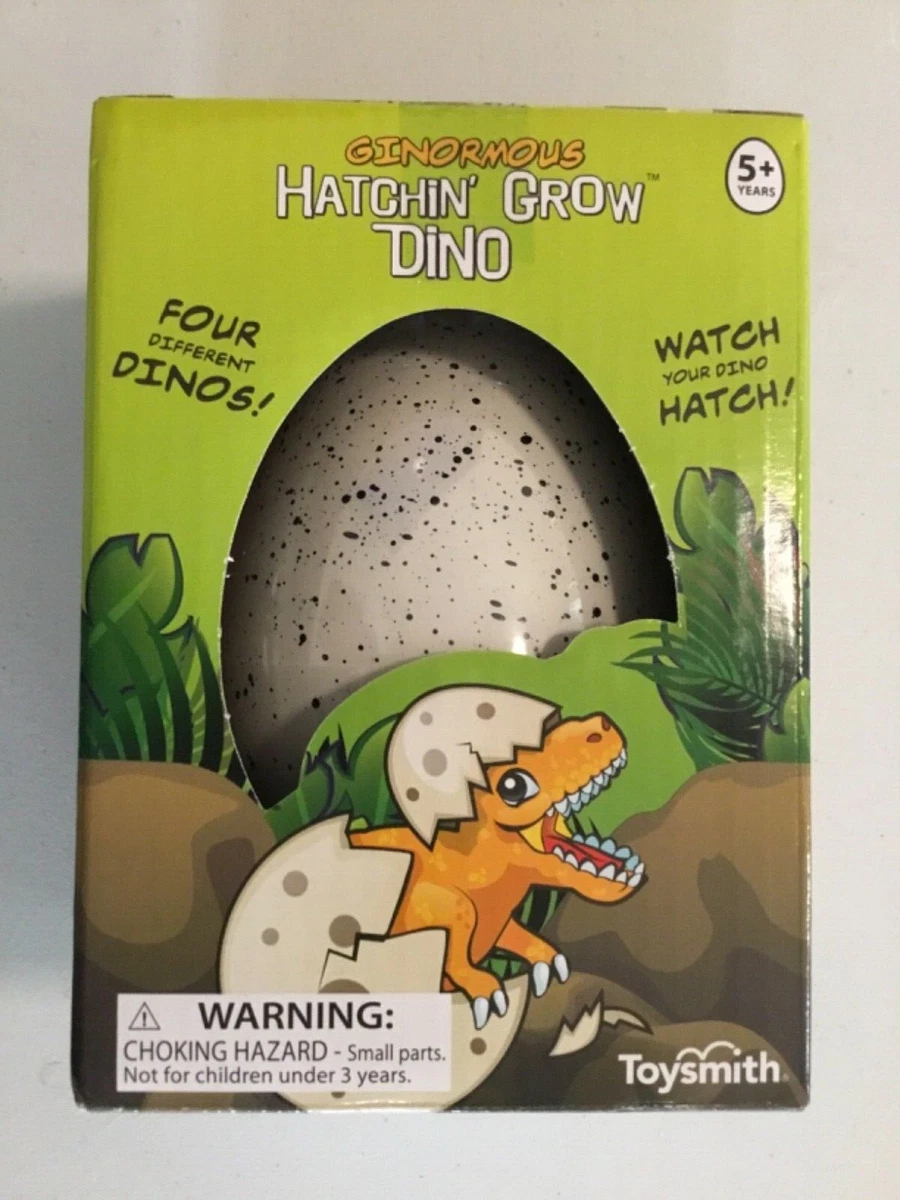 GINORMOUS
HATCHIN' GROW™
DINO
5+
YEARS
FOUR
DIFFERENT
DINOS!
WATCH
YOUR DINO
HATCH!
⚠ WARNING:
CHOKING HAZARD - Small parts.
Not for children under 3 years.
Toysmith®